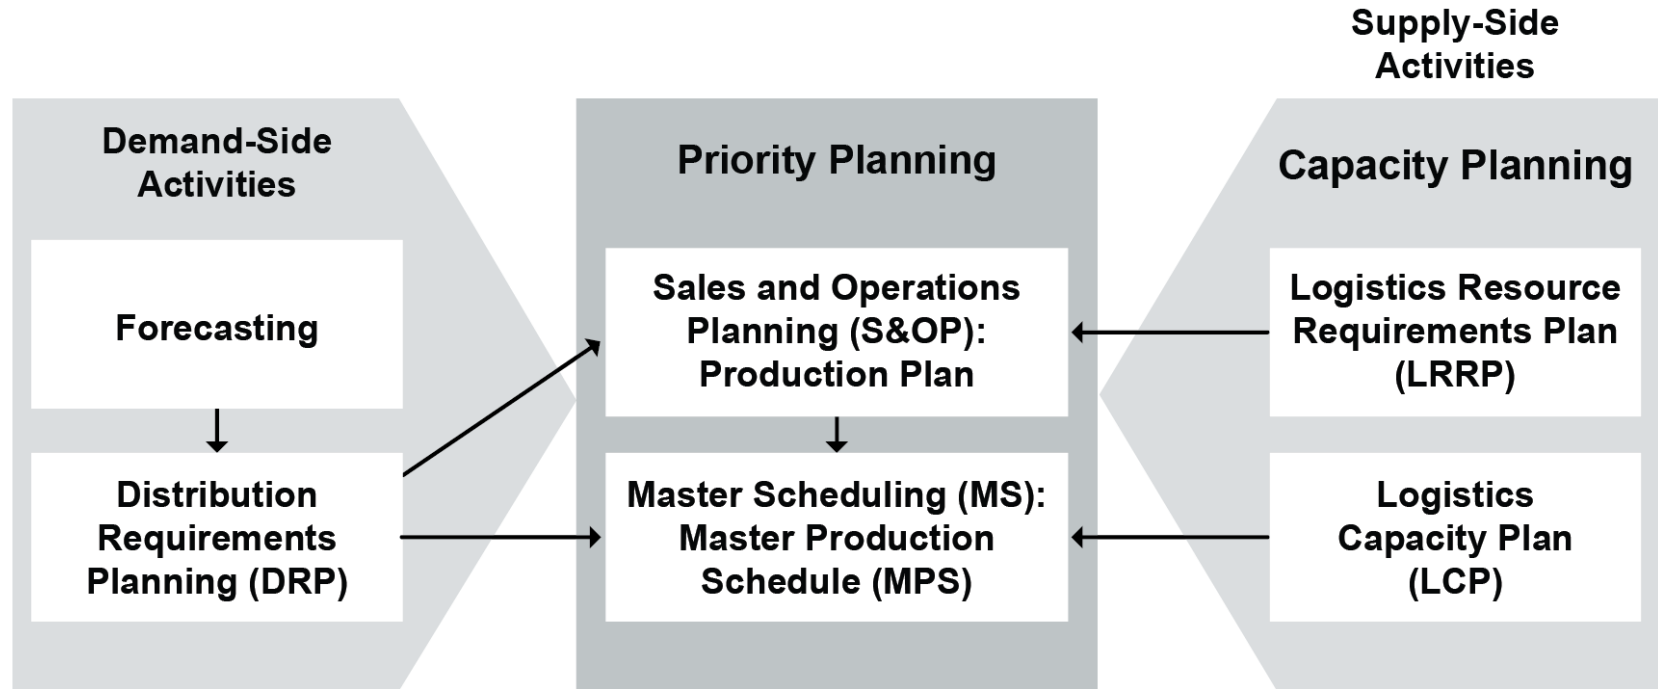 Demand-Side
Activities
Forecasting
Distribution
Requirements
Planning (DRP)
Priority Planning
Sales and Operations
Planning (S&OP):
Production Plan
Master Scheduling (MS):
Master Production
Schedule (MPS)
Supply-Side
Activities
Capacity Planning
Logistics Resource
Requirements Plan
(LRRP)
Logistics
Capacity Plan
(LCP)